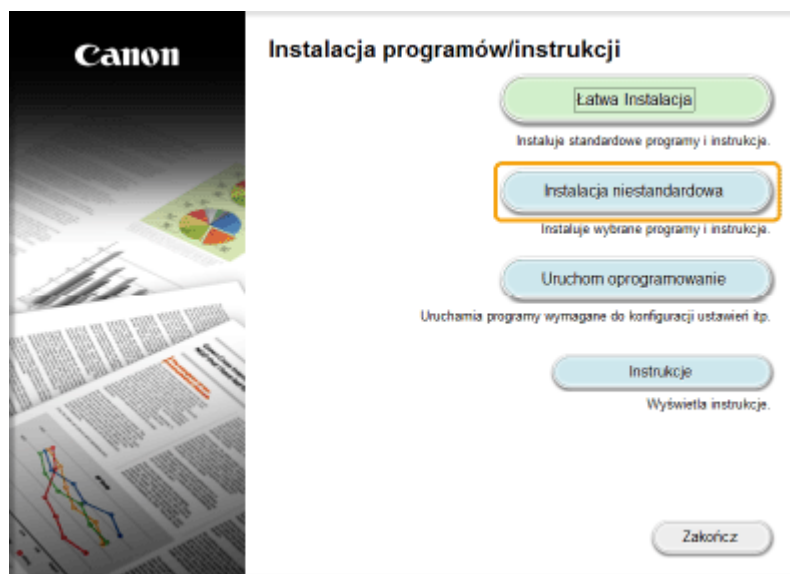 Canon
Instalacja programów/instrukcji
Łatwa Instalacja
Instaluje standardowe programy i instrukcje.
Instalacja niestandardowa
Instaluje wybrane programy i instrukcje.
Uruchom oprogramowanie
Uruchamia programy wymagane do konfiguracji ustawień itp.
Instrukcje
Wyświetla instrukcje.
Zakończ